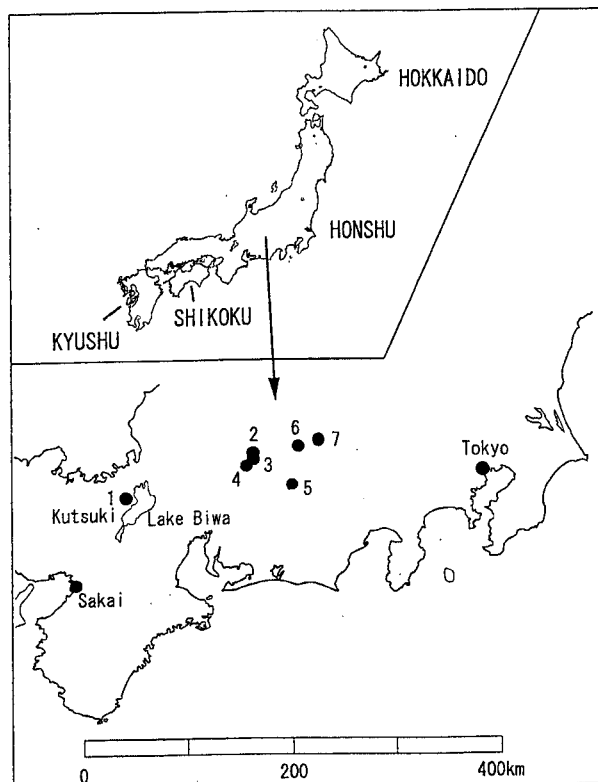 HOKKAIDO
HONSHU
SHIKOKU
KYUSHU
2
6
7
3
4
5
Tokyo
1
Kutsuki
Lake Biwa
Sakai
0
200
400km